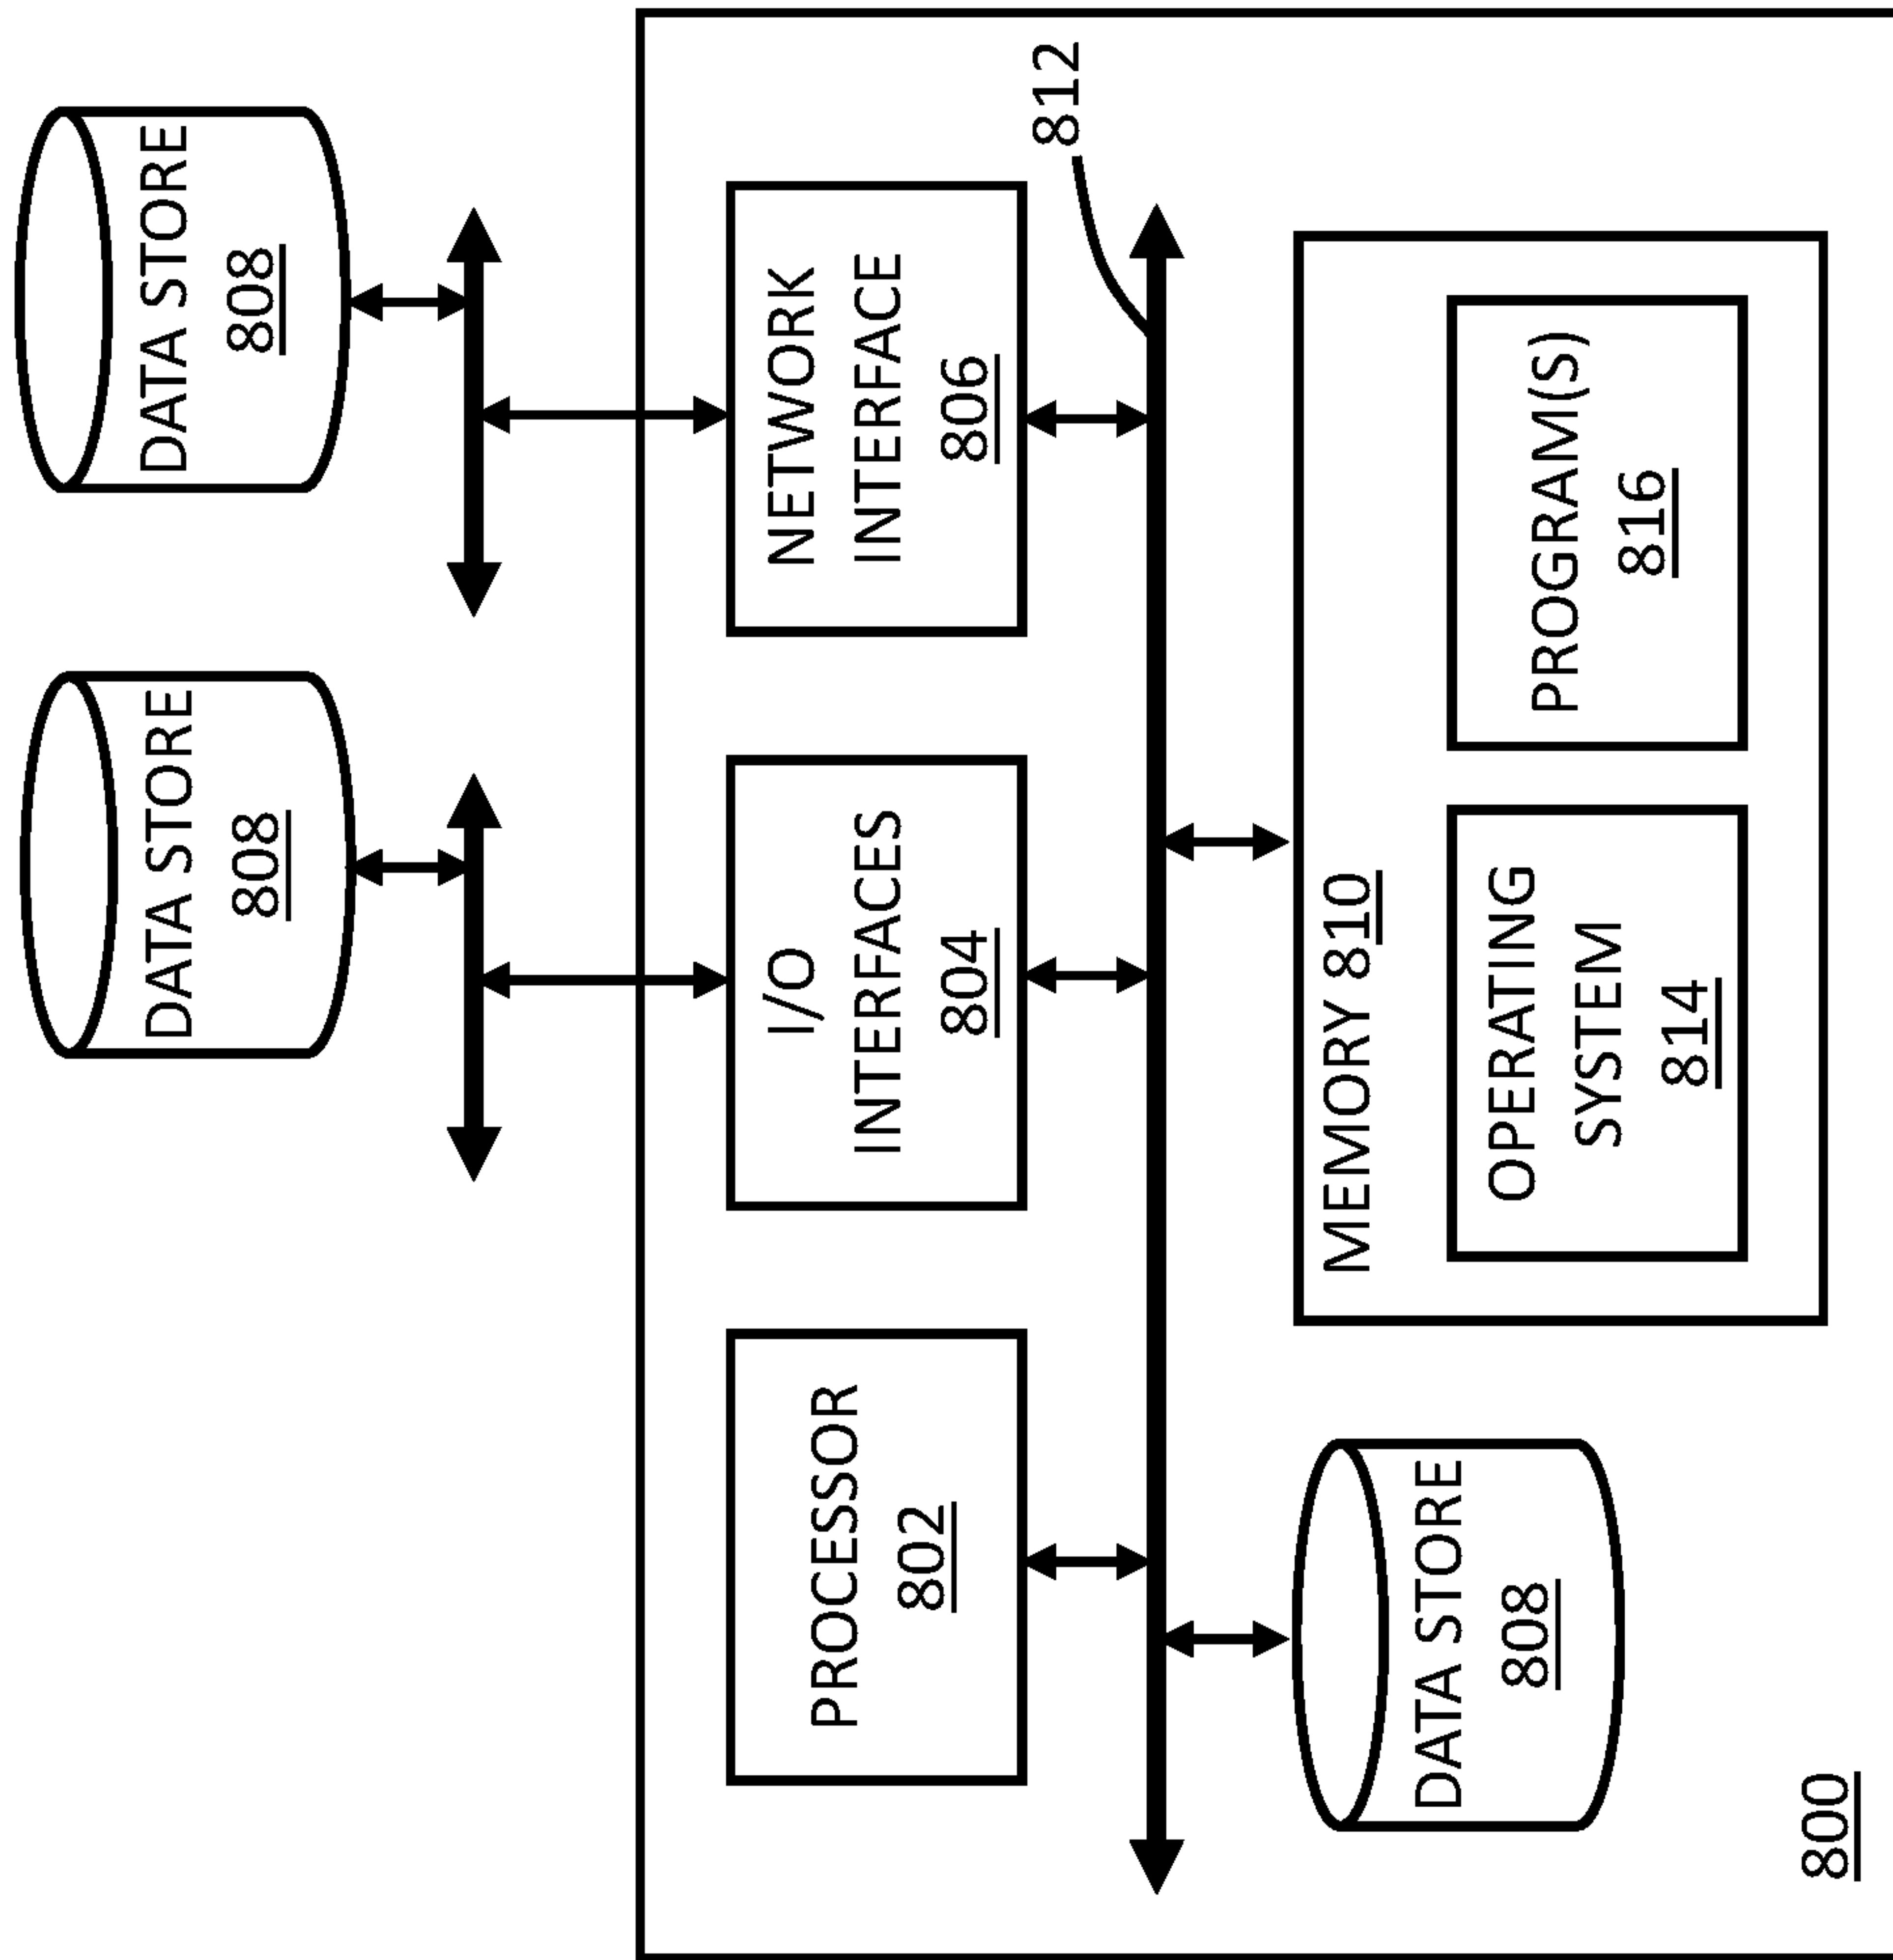 DATA STORE
808
DATA STORE
808
PROCESSOR
802
I/O
INTERFACES
804
NETWORK
INTERFACE
806
812
DATA STORE
808
MEMORY 810
OPERATING
SYSTEM
814
PROGRAM(S)
816
800